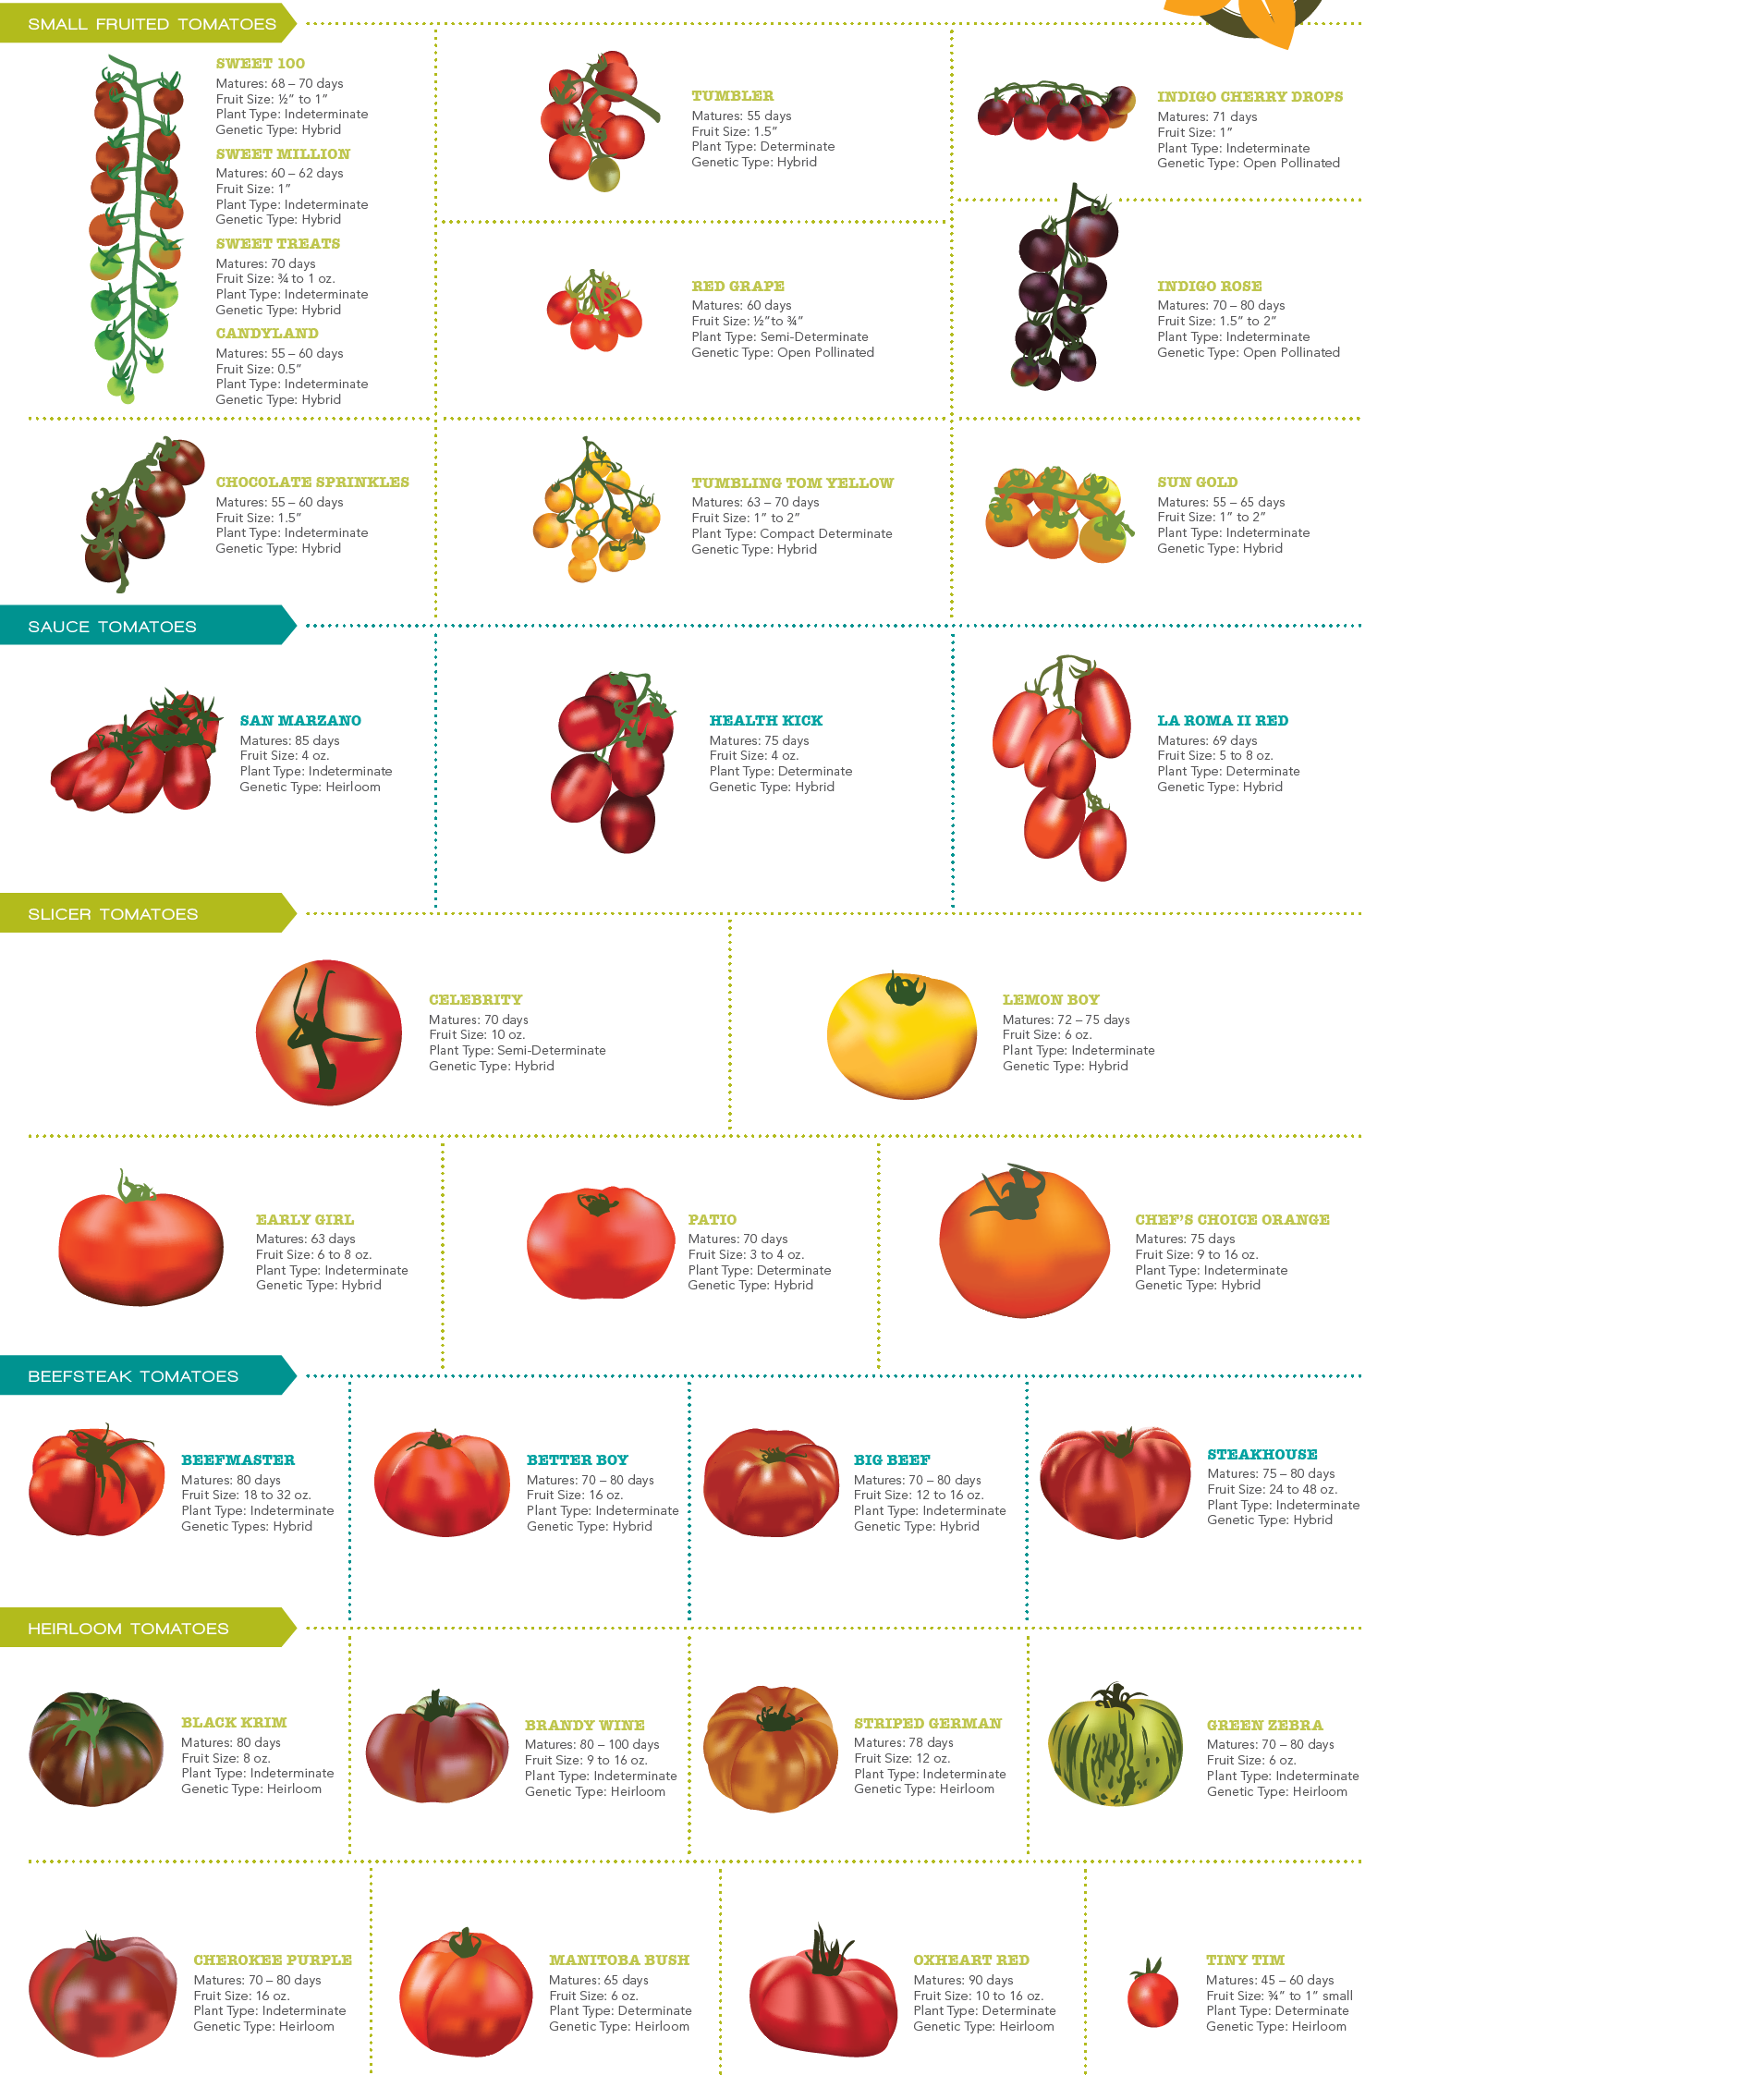 SMALL FRUITED TOMATOES
SWEET 100
Matures: 68 – 70 days
Fruit Size: ½” to 1”
Plant Type: Indeterminate
Genetic Type: Hybrid
SWEET MILLION
Matures: 60 – 62 days
Fruit Size: 1”
Plant Type: Indeterminate
Genetic Type: Hybrid
SWEET TREATS
Matures: 70 days
Fruit Size: ¾ to 1 oz.
Plant Type: Indeterminate
Genetic Type: Hybrid
CANDYLAND
Matures: 55 – 60 days
Fruit Size: 0.5”
Plant Type: Indeterminate
Genetic Type: Hybrid
TUMBLER
Matures: 55 days
Fruit Size: 1.5”
Plant Type: Determinate
Genetic Type: Hybrid
RED GRAPE
Matures: 60 days
Fruit Size: ½”to ¾”
Plant Type: Semi-Determinate
Genetic Type: Open Pollinated
INDIGO CHERRY DROPS
Matures: 71 days
Fruit Size: 1”
Plant Type: Indeterminate
Genetic Type: Open Pollinated
INDIGO ROSE
Matures: 70 – 80 days
Fruit Size: 1.5” to 2”
Plant Type: Indeterminate
Genetic Type: Open Pollinated
CHOCOLATE SPRINKLES
Matures: 55 – 60 days
Fruit Size: 1.5”
Plant Type: Indeterminate
Genetic Type: Hybrid
TUMBLING TOM YELLOW
Matures: 63 – 70 days
Fruit Size: 1” to 2”
Plant Type: Compact Determinate
Genetic Type: Hybrid
SUN GOLD
Matures: 55 – 65 days
Fruit Size: 1” to 2”
Plant Type: Indeterminate
Genetic Type: Hybrid
SAUCE TOMATOES
SAN MARZANO
Matures: 85 days
Fruit Size: 4 oz.
Plant Type: Indeterminate
Genetic Type: Heirloom
HEALTH KICK
Matures: 75 days
Fruit Size: 4 oz.
Plant Type: Determinate
Genetic Type: Hybrid
LA ROMA II RED
Matures: 69 days
Fruit Size: 5 to 8 oz.
Plant Type: Determinate
Genetic Type: Hybrid
SLICER TOMATOES
CELEBRITY
Matures: 70 days
Fruit Size: 10 oz.
Plant Type: Semi-Determinate
Genetic Type: Hybrid
LEMON BOY
Matures: 72 – 75 days
Fruit Size: 6 oz.
Plant Type: Indeterminate
Genetic Type: Hybrid
EARLY GIRL
Matures: 63 days
Fruit Size: 6 to 8 oz.
Plant Type: Indeterminate
Genetic Type: Hybrid
PATIO
Matures: 70 days
Fruit Size: 3 to 4 oz.
Plant Type: Determinate
Genetic Type: Hybrid
CHEF’S CHOICE ORANGE
Matures: 75 days
Fruit Size: 9 to 16 oz.
Plant Type: Indeterminate
Genetic Type: Hybrid
BEEFSTEAK TOMATOES
BEEFMASTER
Matures: 80 days
Fruit Size: 18 to 32 oz.
Plant Type: Indeterminate
Genetic Types: Hybrid
BETTER BOY
Matures: 70 – 80 days
Fruit Size: 16 oz.
Plant Type: Indeterminate
Genetic Type: Hybrid
BIG BEEF
Matures: 70 – 80 days
Fruit Size: 12 to 16 oz.
Plant Type: Indeterminate
Genetic Type: Hybrid
STEAKHOUSE
Matures: 75 – 80 days
Fruit Size: 24 to 48 oz.
Plant Type: Indeterminate
Genetic Type: Hybrid
HEIRLOOM TOMATOES
BLACK KRIM
Matures: 80 days
Fruit Size: 8 oz.
Plant Type: Indeterminate
Genetic Type: Heirloom
BRANDY WINE
Matures: 80 – 100 days
Fruit Size: 9 to 16 oz.
Plant Type: Indeterminate
Genetic Type: Heirloom
STRIPED GERMAN
Matures: 78 days
Fruit Size: 12 oz.
Plant Type: Indeterminate
Genetic Type: Heirloom
GREEN ZEBRA
Matures: 70 – 80 days
Fruit Size: 6 oz.
Plant Type: Indeterminate
Genetic Type: Heirloom
CHEROKEE PURPLE
Matures: 70 – 80 days
Fruit Size: 16 oz.
Plant Type: Indeterminate
Genetic Type: Heirloom
MANITOBA BUSH
Matures: 65 days
Fruit Size: 6 oz.
Plant Type: Determinate
Genetic Type: Heirloom
OXHEART RED
Matures: 90 days
Fruit Size: 10 to 16 oz.
Plant Type: Determinate
Genetic Type: Heirloom
TINY TIM
Matures: 45 – 60 days
Fruit Size: ¾” to 1” small
Plant Type: Determinate
Genetic Type: Heirloom